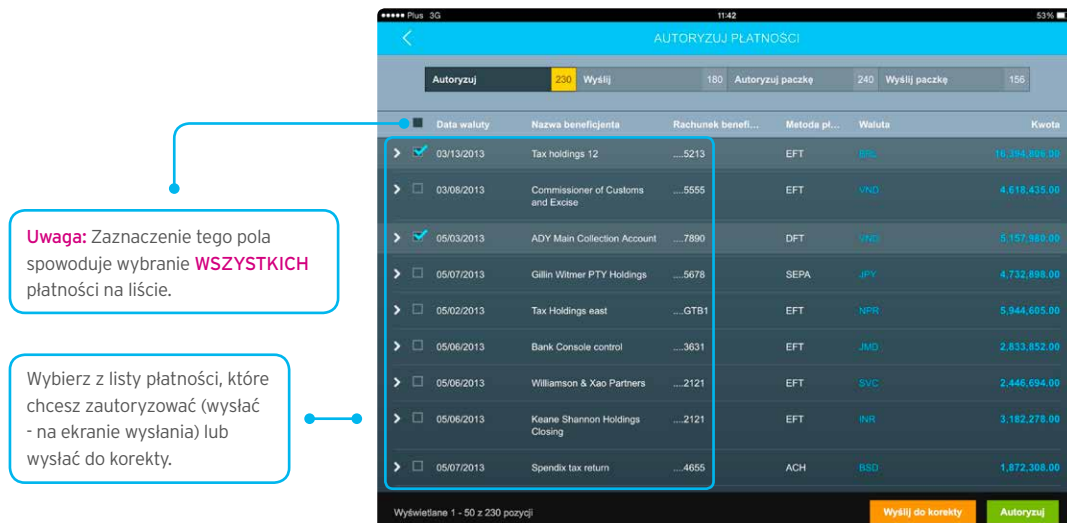 Plus 3G 11:42 53%
AUTORYZUJ PŁATNOŚCI
Autoryzuj 230 Wyślij 180 Autoryzuj paczkę 240 Wyślij paczkę 156
Data waluty Nazwa beneficjenta Rachunek benefi... Metoda pł... Waluta Kwota
03/13/2013 Tax holdings 12 ....5213 EFT BRL 16,394,806.00
03/08/2013 Commissioner of Customs ....5555 EFT VND 4,618,435.00
and Excise
05/03/2013 ADY Main Collection Account ....7890 DFT VND 5,157,980.00
05/07/2013 Gillin Witmer PTY Holdings ....5678 SEPA JPY 4,732,898.00
05/02/2013 Tax Holdings east ....GTB1 EFT NPR 5,944,605.00
05/06/2013 Bank Console control ....3631 EFT JMD 2,833,852.00
05/06/2013 Williamson & Xao Partners ....2121 EFT SVC 2,446,694.00
05/06/2013 Keane Shannon Holdings ....2121 EFT INR 3,182,278.00
Closing
05/07/2013 Spendix tax return ....4655 ACH BSD 1,872,308.00
Wyświetlane 1 - 50 z 230 pozycji Wyślij do korekty Autoryzuj
Uwaga: Zaznaczenie tego pola
spowoduje wybranie WSZYSTKICH
płatności na liście.
Wybierz z listy płatności, które
chcesz zautoryzować (wysłać
- na ekranie wysłania) lub
wysłać do korekty.